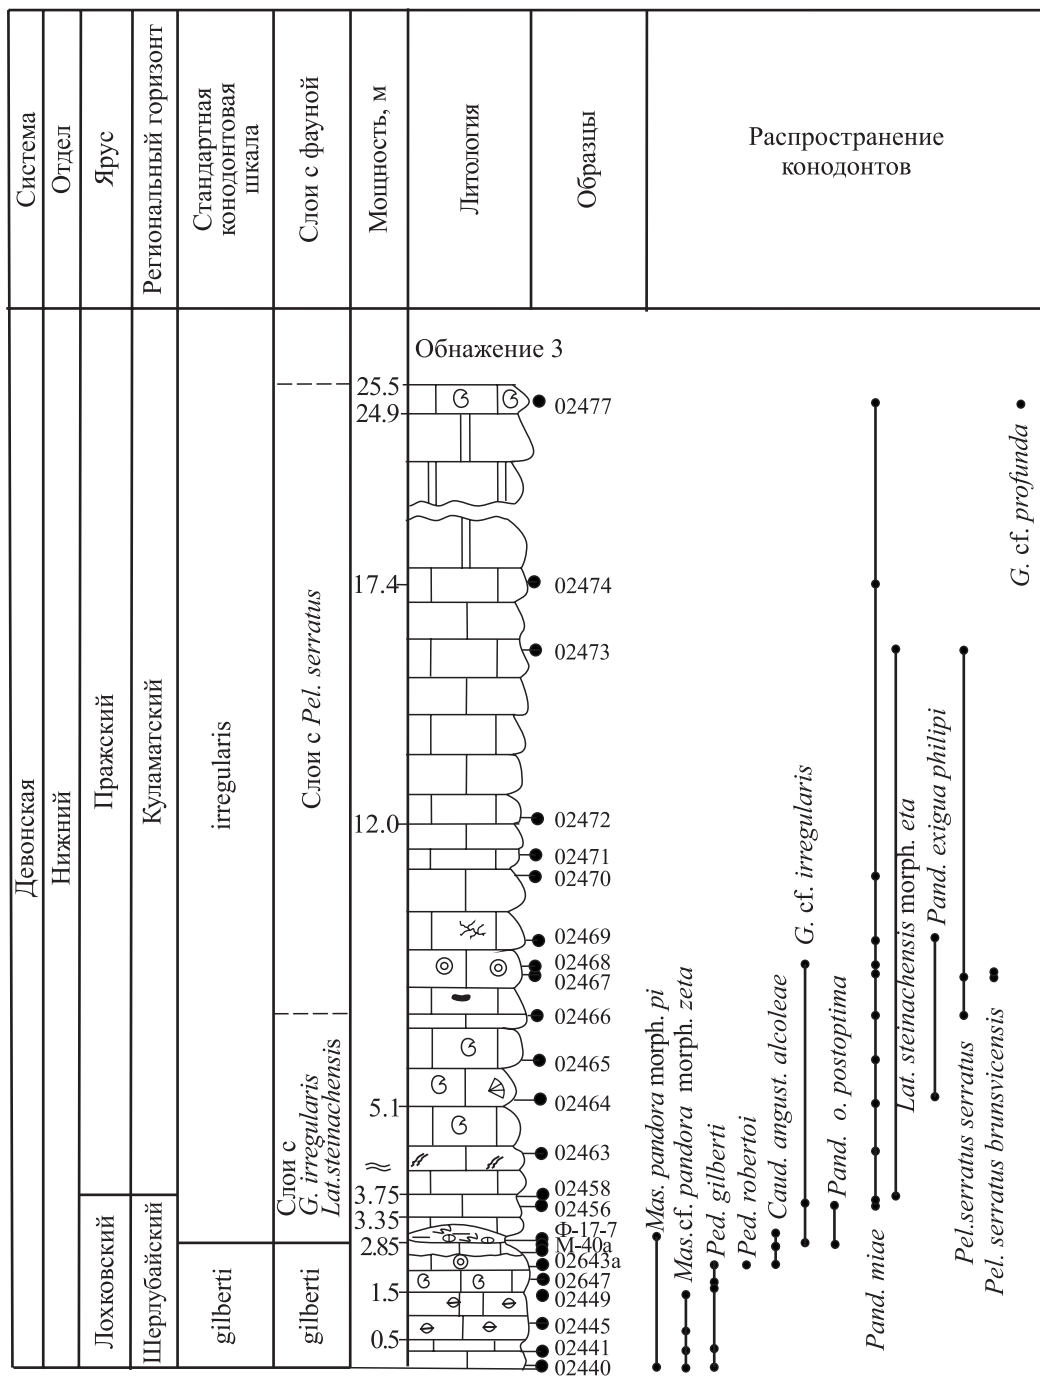 Система
Отдел
Ярус
Региональный горизонт
Стандартная
конодонтовая
шкала
Слои с фауной
Мощность, м
Литология
Образцы
Распространение
конодонтов
Девонская
Нижний
Пражский
Лохковский
Куламатский
Шерлубайский
irregularis
gilberti
Слои с Pel. serratus
Слои с
G. irregularis
Lat.steinachensis
gilberti
Обнажение 3
25.5
24.9
17.4
12.0
5.1
3.75
3.35
2.85
1.5
0.5
02477
02474
02473
02472
02471
02470
02469
02468
02467
02466
02465
02464
02463
02458
02456
Ф-17-7
М-40а
02643а
02647
02449
02445
02441
02440
Mas. pandora morph. pi
Mas.cf. pandora morph. zeta
Ped. gilberti
Ped. robertoi
Caud. angust. alcoleae
G. cf. irregularis
Pand. o. postoptima
Pand. miae
Lat. steinachensis morph. eta
Pand. exigua philipi
Pel.serratus serratus
Pel. serratus brunsvicensis
G. cf. profunda